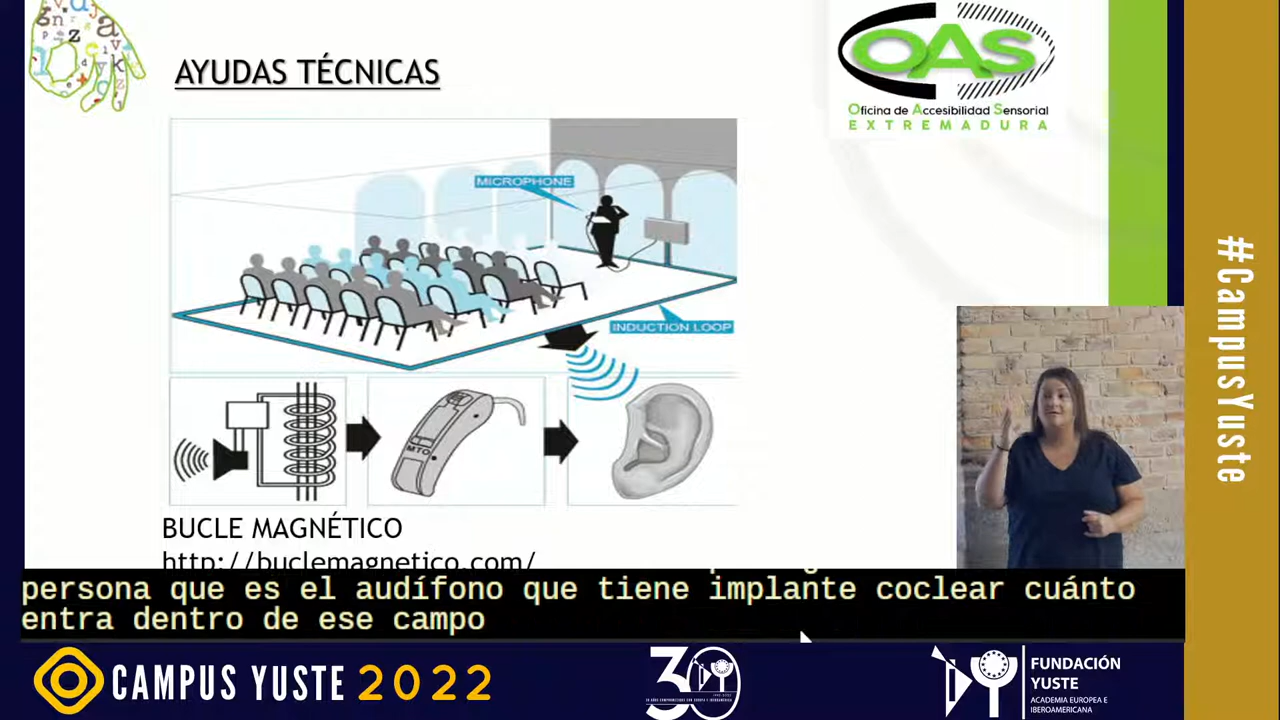 AYUDAS TÉCNICAS
OAS
Oficina de Accesibilidad Sensorial
EXTREMADURA
MICROPHONE
INDUCTION LOOP
MTO
BUCLE MAGNÉTICO
http://buclemagnetico.com/
persona que es el audífono que tiene implante coclear cuánto
entra dentro de ese campo
#CampusYuste
CAMPUS YUSTE 2022
30
FUNDACIÓN
YUSTE
ACADEMIA EUROPEA E
IBEROAMERICANA